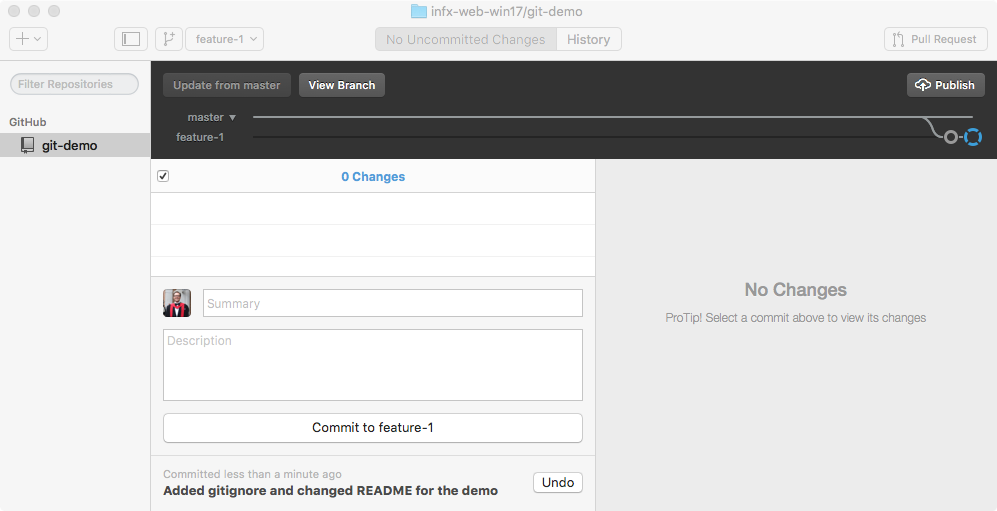 infx-web-win17/git-demo
feature-1
No Uncommitted Changes
History
Pull Request
Filter Repositories
GitHub
git-demo
Update from master
View Branch
Publish
master
feature-1
0 Changes
Summary
Description
Commit to feature-1
Committed less than a minute ago
Added gitignore and changed README for the demo
Undo
No Changes
ProTip! Select a commit above to view its changes